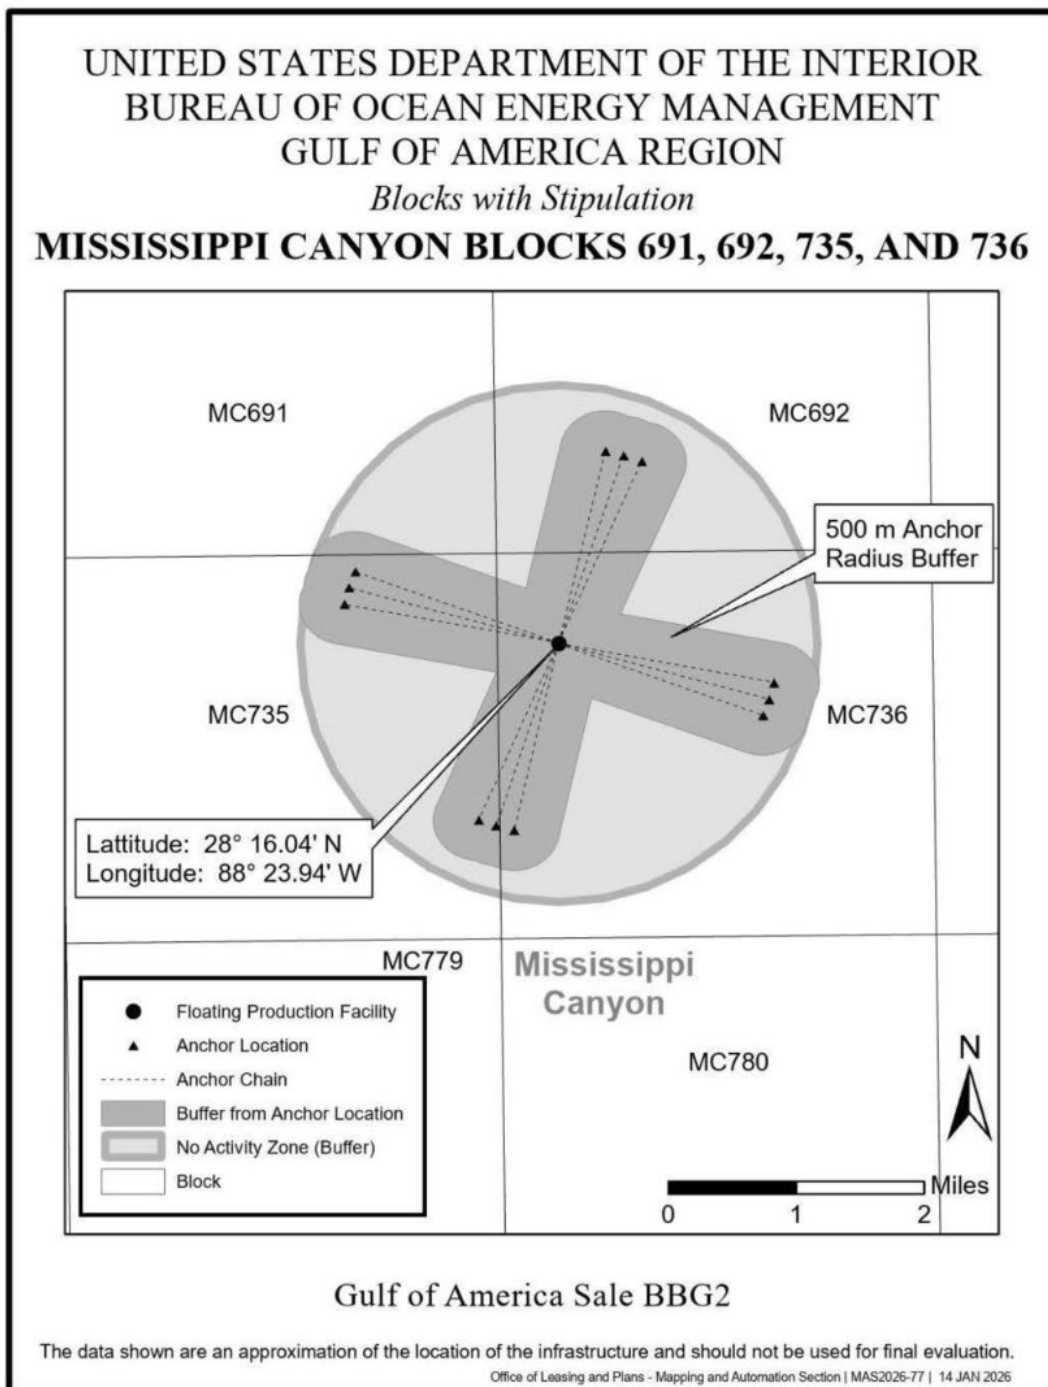 UNITED STATES DEPARTMENT OF THE INTERIOR
BUREAU OF OCEAN ENERGY MANAGEMENT
GULF OF AMERICA REGION
Blocks with Stipulation
MISSISSIPPI CANYON BLOCKS 691, 692, 735, AND 736
MC691
MC692
500 m Anchor
Radius Buffer
MC735
MC736
Lattitude: 28° 16.04' N
Longitude: 88° 23.94' W
MC779
Mississippi
Canyon
Floating Production Facility
Anchor Location
Anchor Chain
Buffer from Anchor Location
No Activity Zone (Buffer)
Block
MC780
N
Miles
0 1 2
Gulf of America Sale BBG2
The data shown are an approximation of the location of the infrastructure and should not be used for final evaluation.
Office of Leasing and Plans - Mapping and Automation Section | MAS2026-77 | 14 JAN 2026